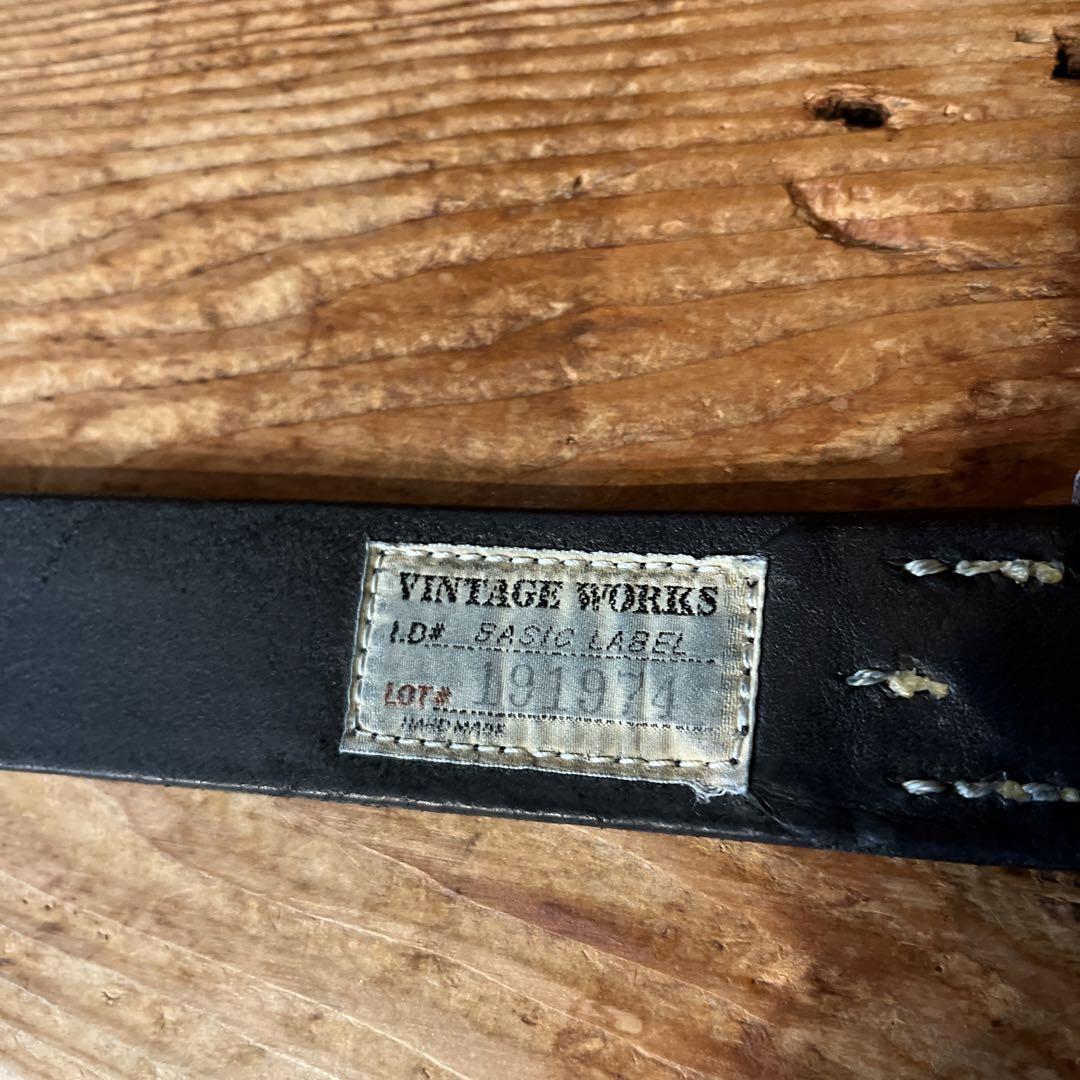 VINTAGE WORKS
I.D# BASIC LABEL
LOT# 191974
HAND MADE